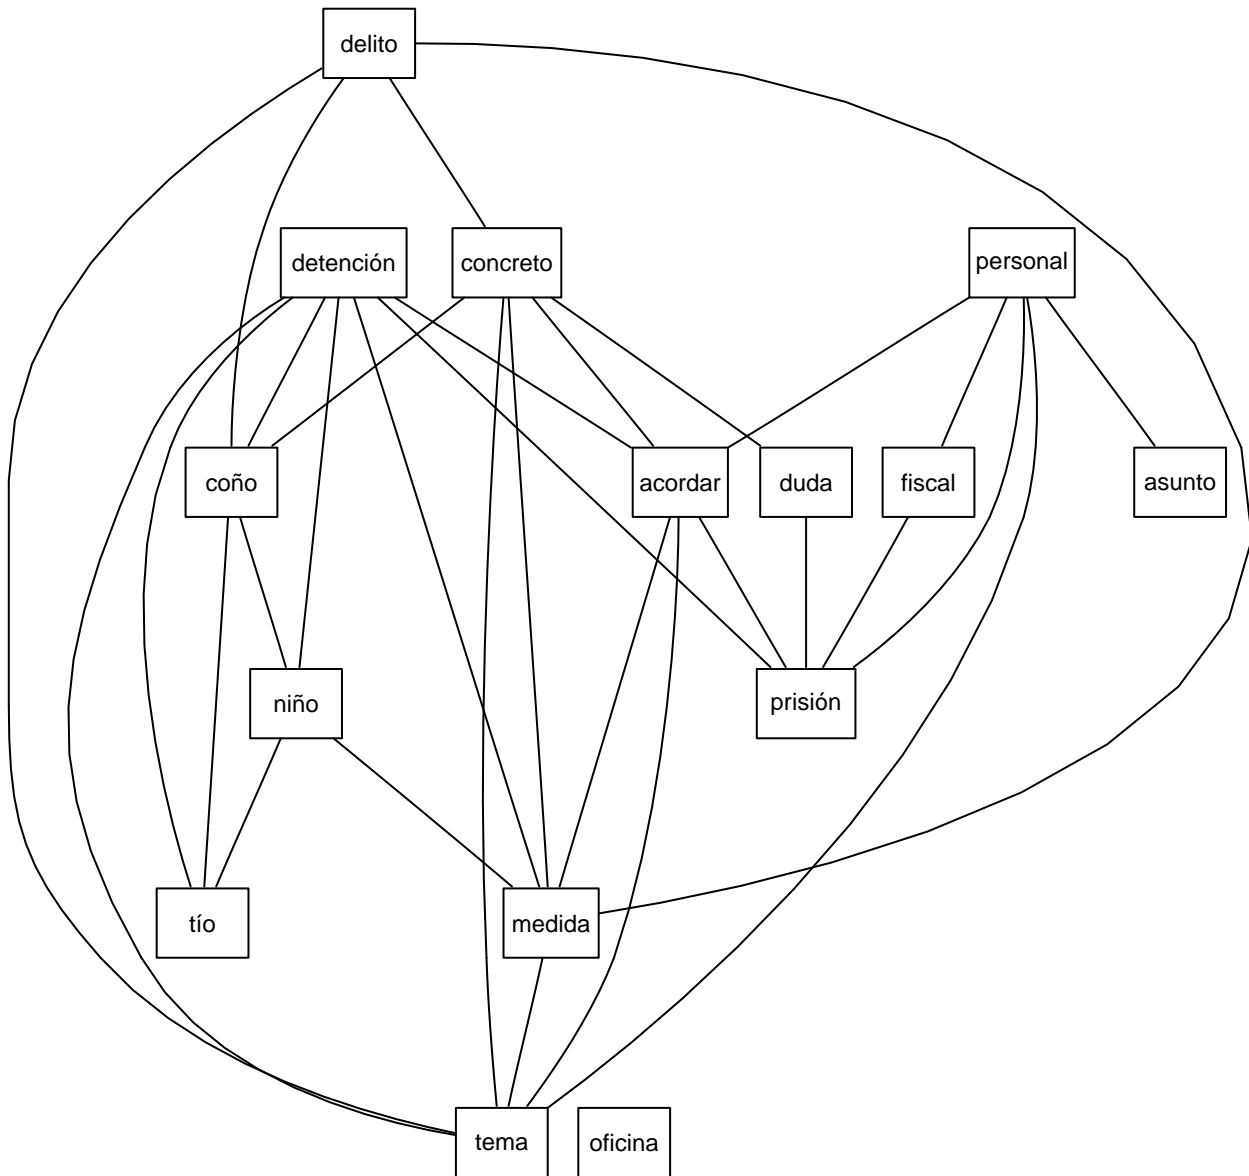 delito
detención
concreto
personal
coño
acordar
duda
fiscal
asunto
niño
prisión
tío
medida
tema
oficina